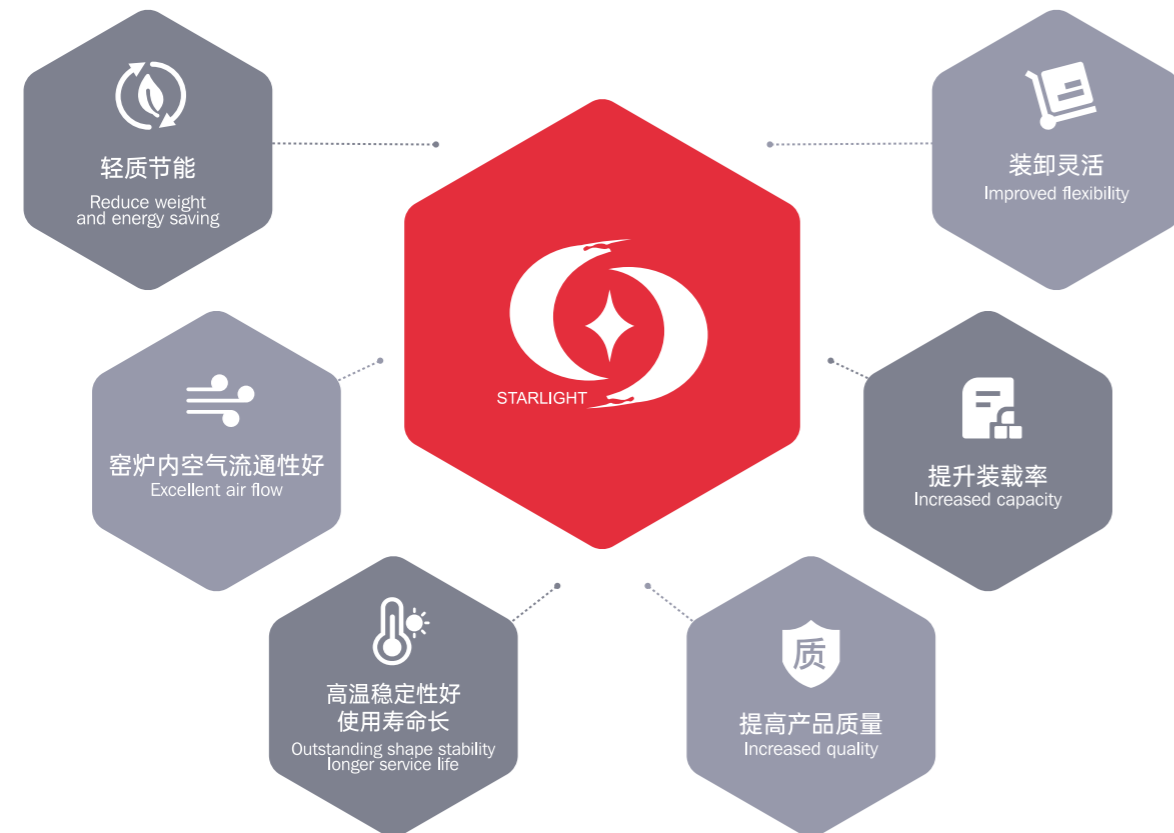 轻质节能
Reduce weight
and energy saving
装卸灵活
Improved flexibility
STARLIGHT
窑炉内空气流通性好
Excellent air flow
提升装载率
Increased capacity
高温稳定性好
使用寿命长
Outstanding shape stability
longer service life
质
提高产品质量
Increased quality